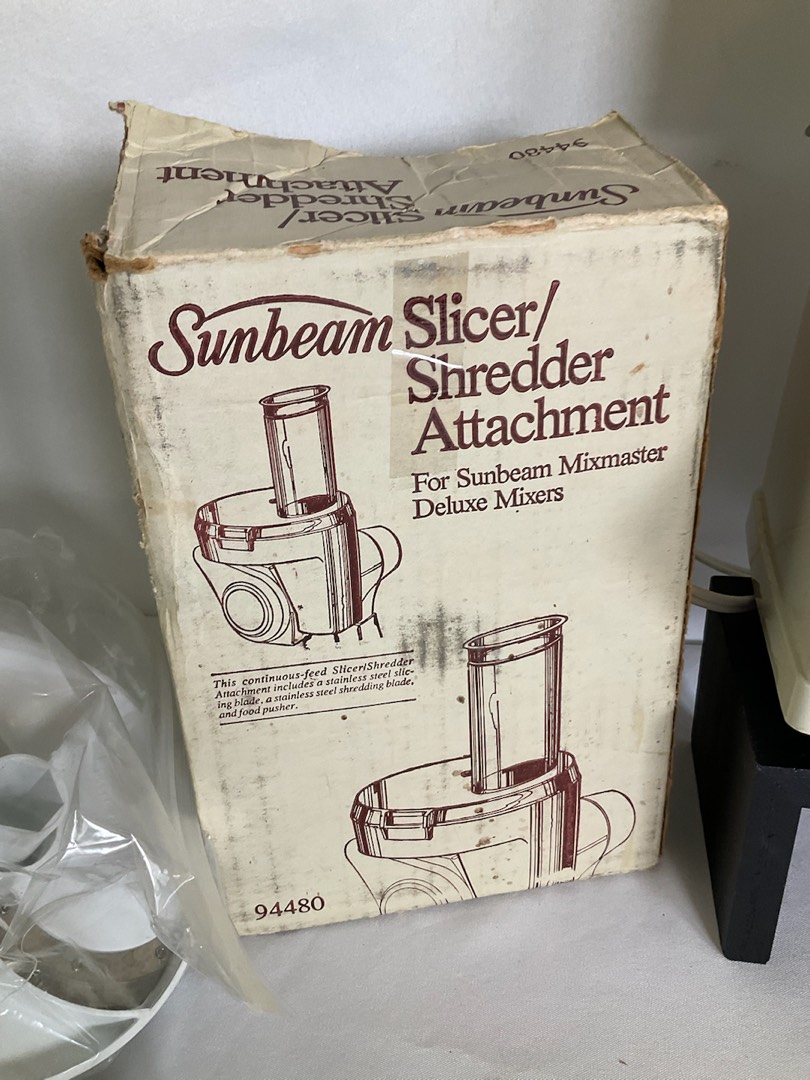 94480
Sunbeam Slicer/
Shredder
Attachment
Sunbeam Slicer/
Shredder
Attachment
For Sunbeam Mixmaster
Deluxe Mixers
This continuous-feed Slicer/Shredder
Attachment includes a stainless steel slic-
ing blade, a stainless steel shredding blade,
and food pusher.
94480